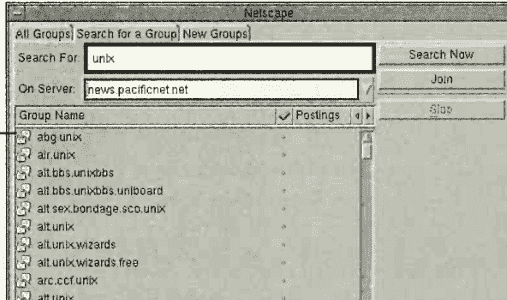 Netscape
All Groups Search for a Group New Groups
Search For: unix Search Now
On Server: news.pacificnet.net Join
Group Name Postings Stop
abg.unix
air.unix
alt.bbs.unixbbs
alt.bbs.unixbbs.uniboard
alt.sex.bondage.sco.unix
alt.unix
alt.unix.wizards
alt.unix.wizards.free
arc.ccf.unix
alt.unix